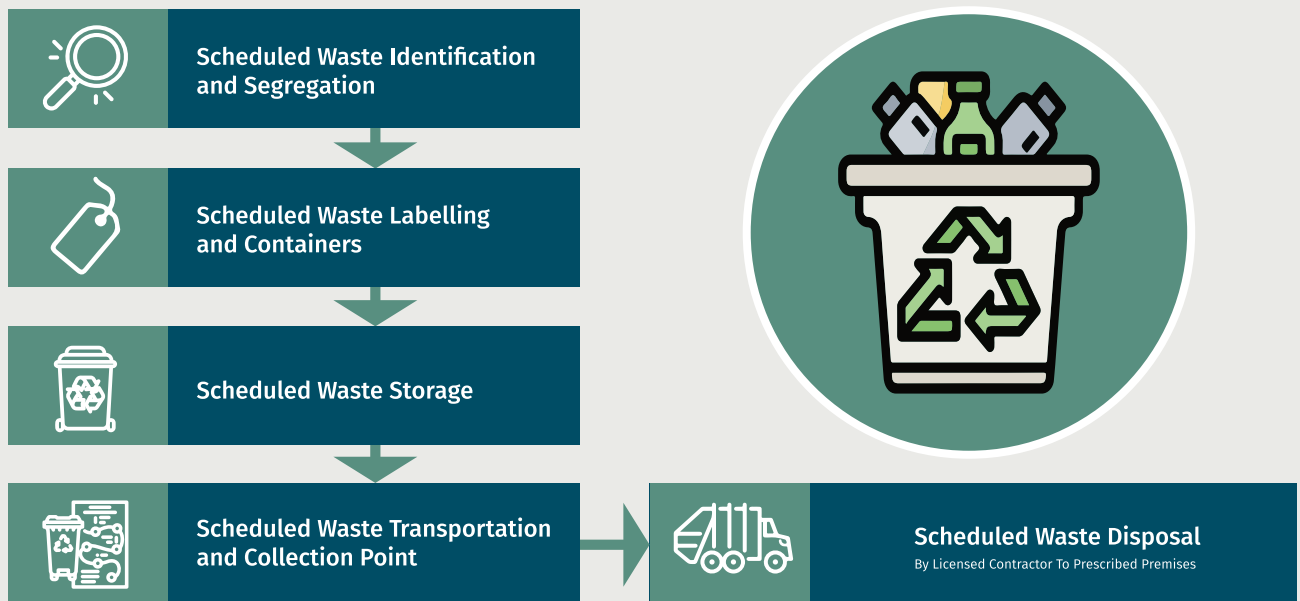 Scheduled Waste Identification
and Segregation
Scheduled Waste Labelling
and Containers
Scheduled Waste Storage
Scheduled Waste Transportation
and Collection Point
Scheduled Waste Disposal
By Licensed Contractor To Prescribed Premises